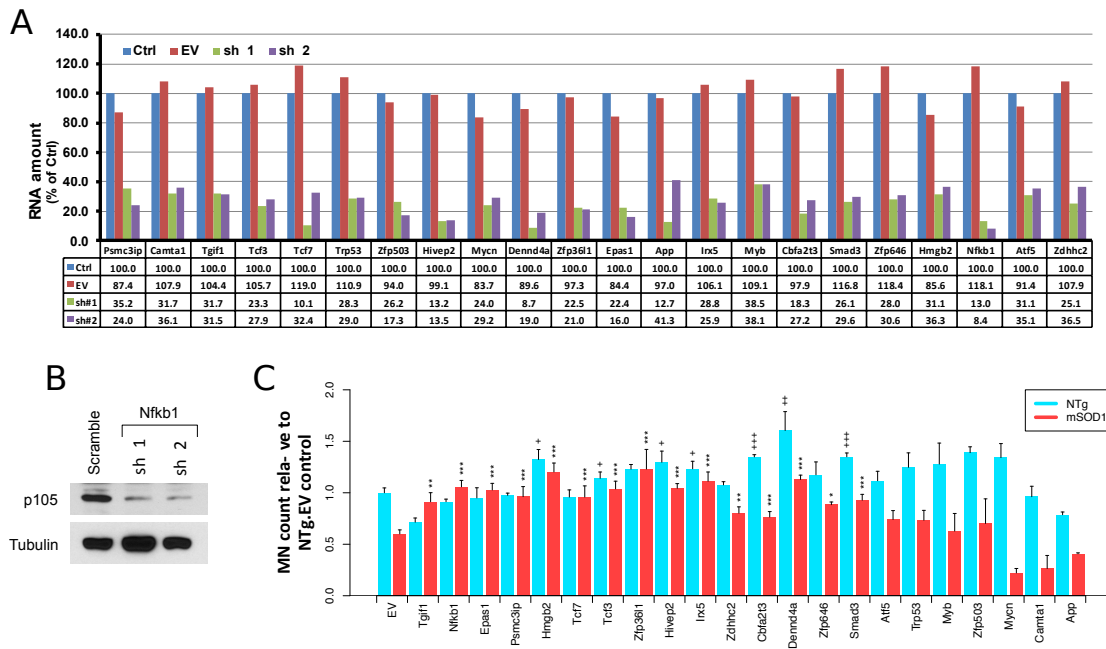 A
140.0
120.0
100.0
80.0
60.0
40.0
20.0
0.0
RNA amount
(% of Ctrl)
Ctrl EV sh 1 sh 2
Psmc3ip Camta1 Tgif1 Tcf3 Tcf7 Trp53 Zfp503 Hivep2 Mycn Dennd4a Zfp36l1 Epas1 App Irx5 Myb Cbfa2t3 Smad3 Zfp646 Hmgb2 Nfkb1 Atf5 Zdhhc2
Ctrl 100.0 100.0 100.0 100.0 100.0 100.0 100.0 100.0 100.0 100.0 100.0 100.0 100.0 100.0 100.0 100.0 100.0 100.0 100.0 100.0 100.0 100.0
EV 87.4 107.9 104.4 105.7 119.0 110.9 94.0 99.1 83.7 89.6 97.3 84.4 97.0 106.1 109.1 97.9 116.8 118.4 85.6 118.1 91.4 107.9
sh#1 35.2 31.7 31.7 23.3 10.1 28.3 26.2 13.2 24.0 8.7 22.5 22.4 12.7 28.8 38.5 18.3 26.1 28.0 31.1 13.0 31.1 25.1
sh#2 24.0 36.1 31.5 27.9 32.4 29.0 17.3 13.5 29.2 19.0 21.0 16.0 41.3 25.9 38.1 27.2 29.6 30.6 36.3 8.4 35.1 36.5
B
Scramble
Nfkb1
sh 1
sh 2
p105
Tubulin
C
MN count rela- ve to
NTg.EV control
2.0
1.5
1.0
0.5
0.0
NTg
mSOD1
** *** *** *** + *** *** + *** *** + *** + *** ** +++ *** ++ *** * +++ ***
EV Tgif1 Nfkb1 Epas1 Psmc3ip Hmgb2 Tcf7 Tcf3 Zfp36l1 Hivep2 Irx5 Zdhhc2 Cbfa2t3 Dennd4a Zfp646 Smad3 Atf5 Trp53 Myb Zfp503 Mycn Camta1 App